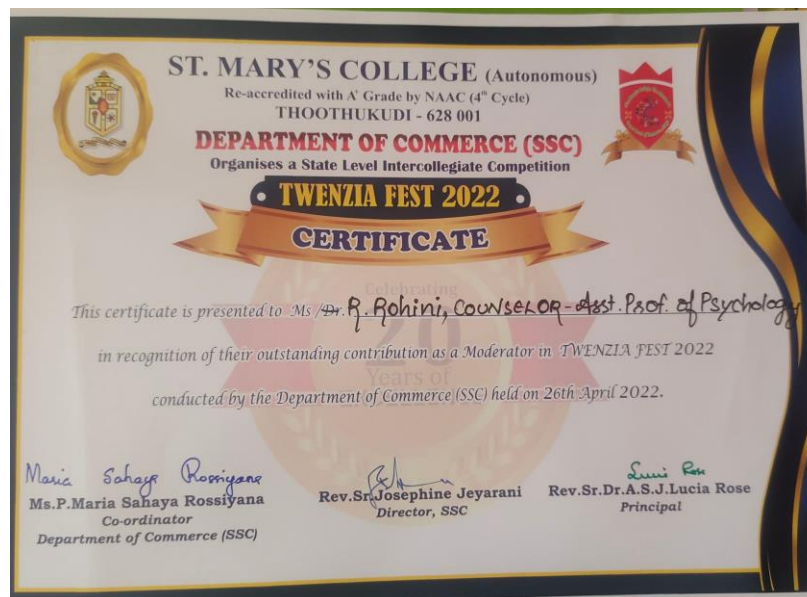 ST. MARY'S COLLEGE (Autonomous)
Re-accredited with A+ Grade by NAAC (4th Cycle)
THOOTHUKUDI - 628 001
DEPARTMENT OF COMMERCE (SSC)
Organises a State Level Intercollegiate Competition
TWENZIA FEST 2022
CERTIFICATE
Celebrating
20
Years of
This certificate is presented to Ms /Dr. R. Rohini, COUNSELOR - Asst. Prof. of Psychology
in recognition of their outstanding contribution as a Moderator in TWENZIA FEST 2022
conducted by the Department of Commerce (SSC) held on 26th April 2022.
Maria Sahaya Rossiyana
Lucia Rose
Ms.P.Maria Sahaya Rossiyana
Rev.Sr.Josephine Jeyarani
Rev.Sr.Dr.A.S.J.Lucia Rose
Co-ordinator
Director, SSC
Principal
Department of Commerce (SSC)